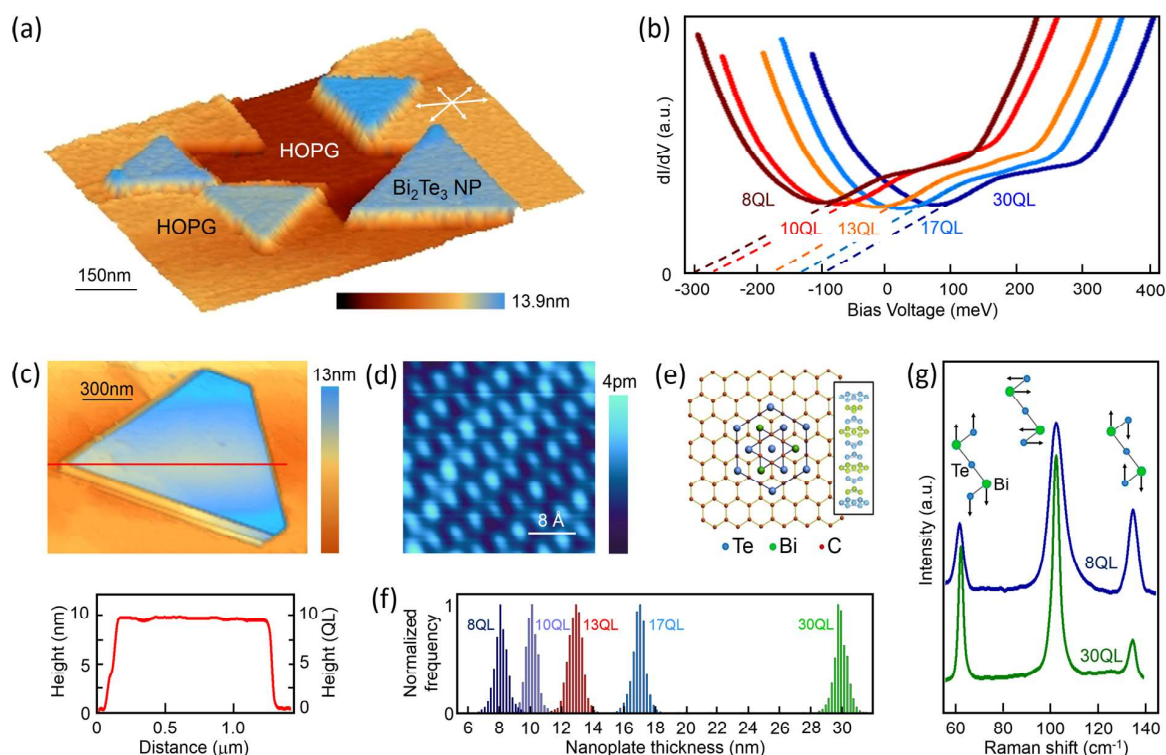 (a)
HOPG
HOPG
Bi₂Te₃ NP
150nm
13.9nm
(b)
dI/dV (a.u.)
0
8QL
10QL
13QL
17QL
30QL
-300 -200 -100 0 100 200 300 400
Bias Voltage (meV)
(c)
300nm
13nm
Height (nm)
10
5
0
Height (QL)
10
5
0
0 0.5 1.0
Distance (μm)
(d)
4pm
8 Å
(e)
Te Bi C
(f)
Normalized
frequency
1
0
8QL
10QL
13QL
17QL
30QL
6 8 10 12 14 16 18 20 22 24 26 28 30
Nanoplate thickness (nm)
(g)
Te
Bi
8QL
30QL
Intensity (a.u.)
60 80 100 120 140
Raman shift (cm⁻¹)